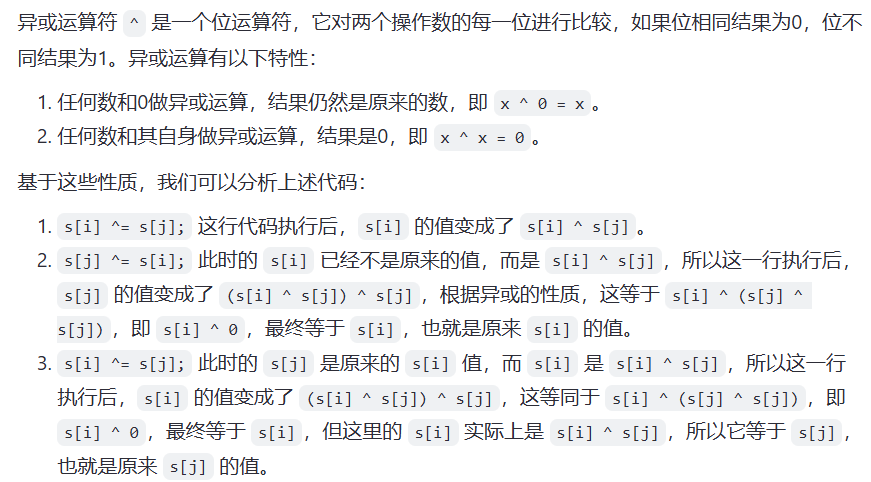 异或运算符 ^ 是一个位运算符，它对两个操作数的每一位进行比较，如果位相同结果为0，位不
同结果为1。异或运算有以下特性：
1. 任何数和0做异或运算，结果仍然是原来的数，即 x ^ 0 = x。
2. 任何数和其自身做异或运算，结果是0，即 x ^ x = 0。
基于这些性质，我们可以分析上述代码：
1. s[i] ^= s[j]; 这行代码执行后，s[i] 的值变成了 s[i] ^ s[j]。
2. s[j] ^= s[i]; 此时的 s[i] 已经不是原来的值，而是 s[i] ^ s[j]，所以这一行执行后，
s[j] 的值变成了 (s[i] ^ s[j]) ^ s[j]，根据异或的性质，这等于 s[i] ^ (s[j] ^
s[j])，即 s[i] ^ 0，最终等于 s[i]，也就是原来 s[i] 的值。
3. s[i] ^= s[j]; 此时的 s[j] 是原来的 s[i] 值，而 s[i] 是 s[i] ^ s[j]，所以这一行
执行后，s[i] 的值变成了 (s[i] ^ s[j]) ^ s[j]，这等同于 s[i] ^ (s[j] ^ s[j])，即
s[i] ^ 0，最终等于 s[i]，但这里的 s[i] 实际上是 s[i] ^ s[j]，所以它等于 s[j]，
也就是原来 s[j] 的值。